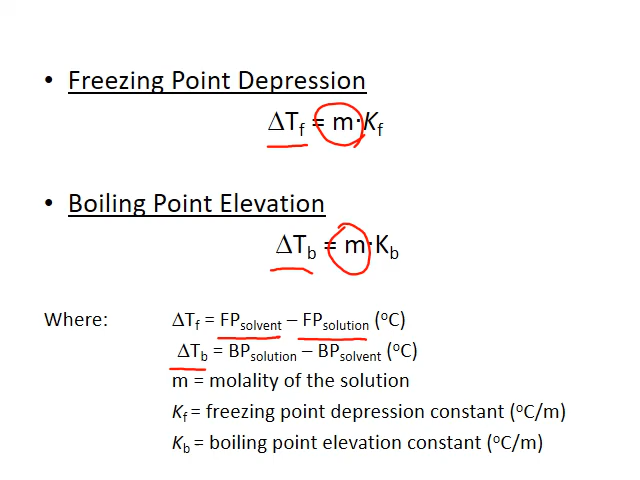 • Freezing Point Depression
ΔTf = m·Kf
• Boiling Point Elevation
ΔTb = m·Kb
Where: ΔTf = FPsolvent – FPsolution (oC)
ΔTb = BPsolution – BPsolvent (oC)
m = molality of the solution
Kf = freezing point depression constant (oC/m)
Kb = boiling point elevation constant (oC/m)